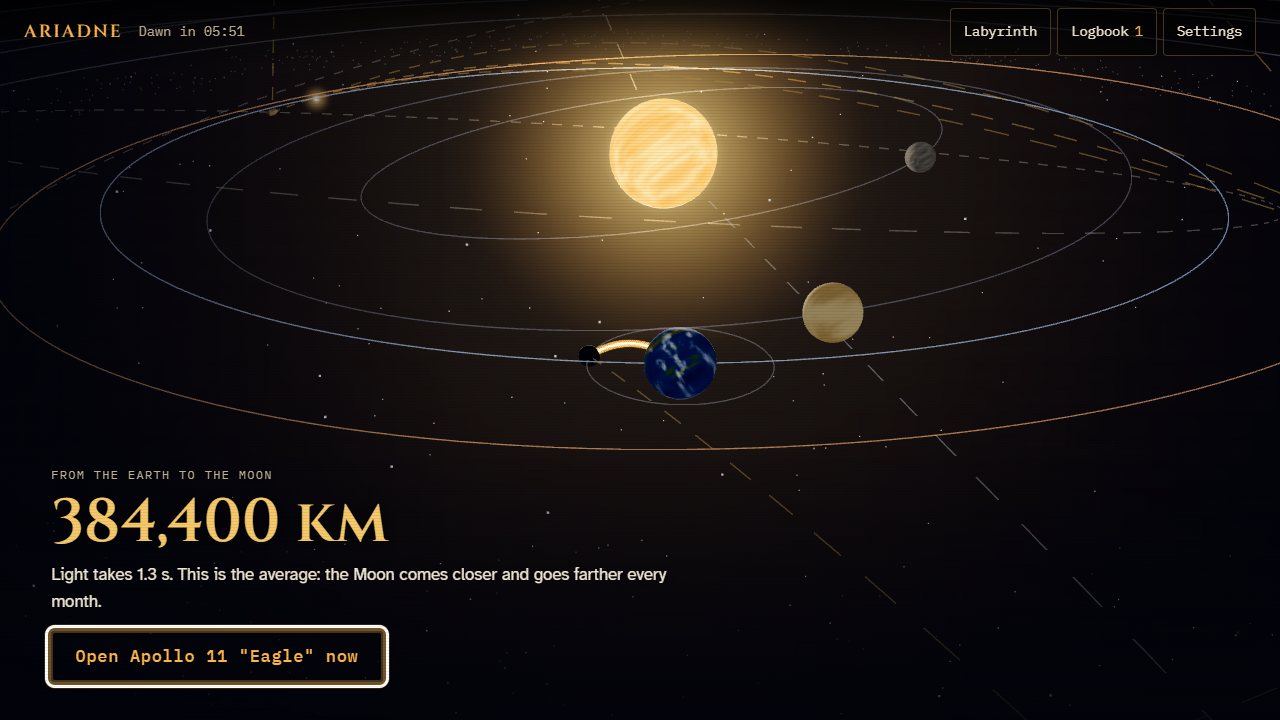 ARIADNE Dawn in 05:51 Labyrinth Logbook 1 Settings
FROM THE EARTH TO THE MOON
384,400 KM
Light takes 1.3 s. This is the average: the Moon comes closer and goes farther every
month.
Open Apollo 11 "Eagle" now